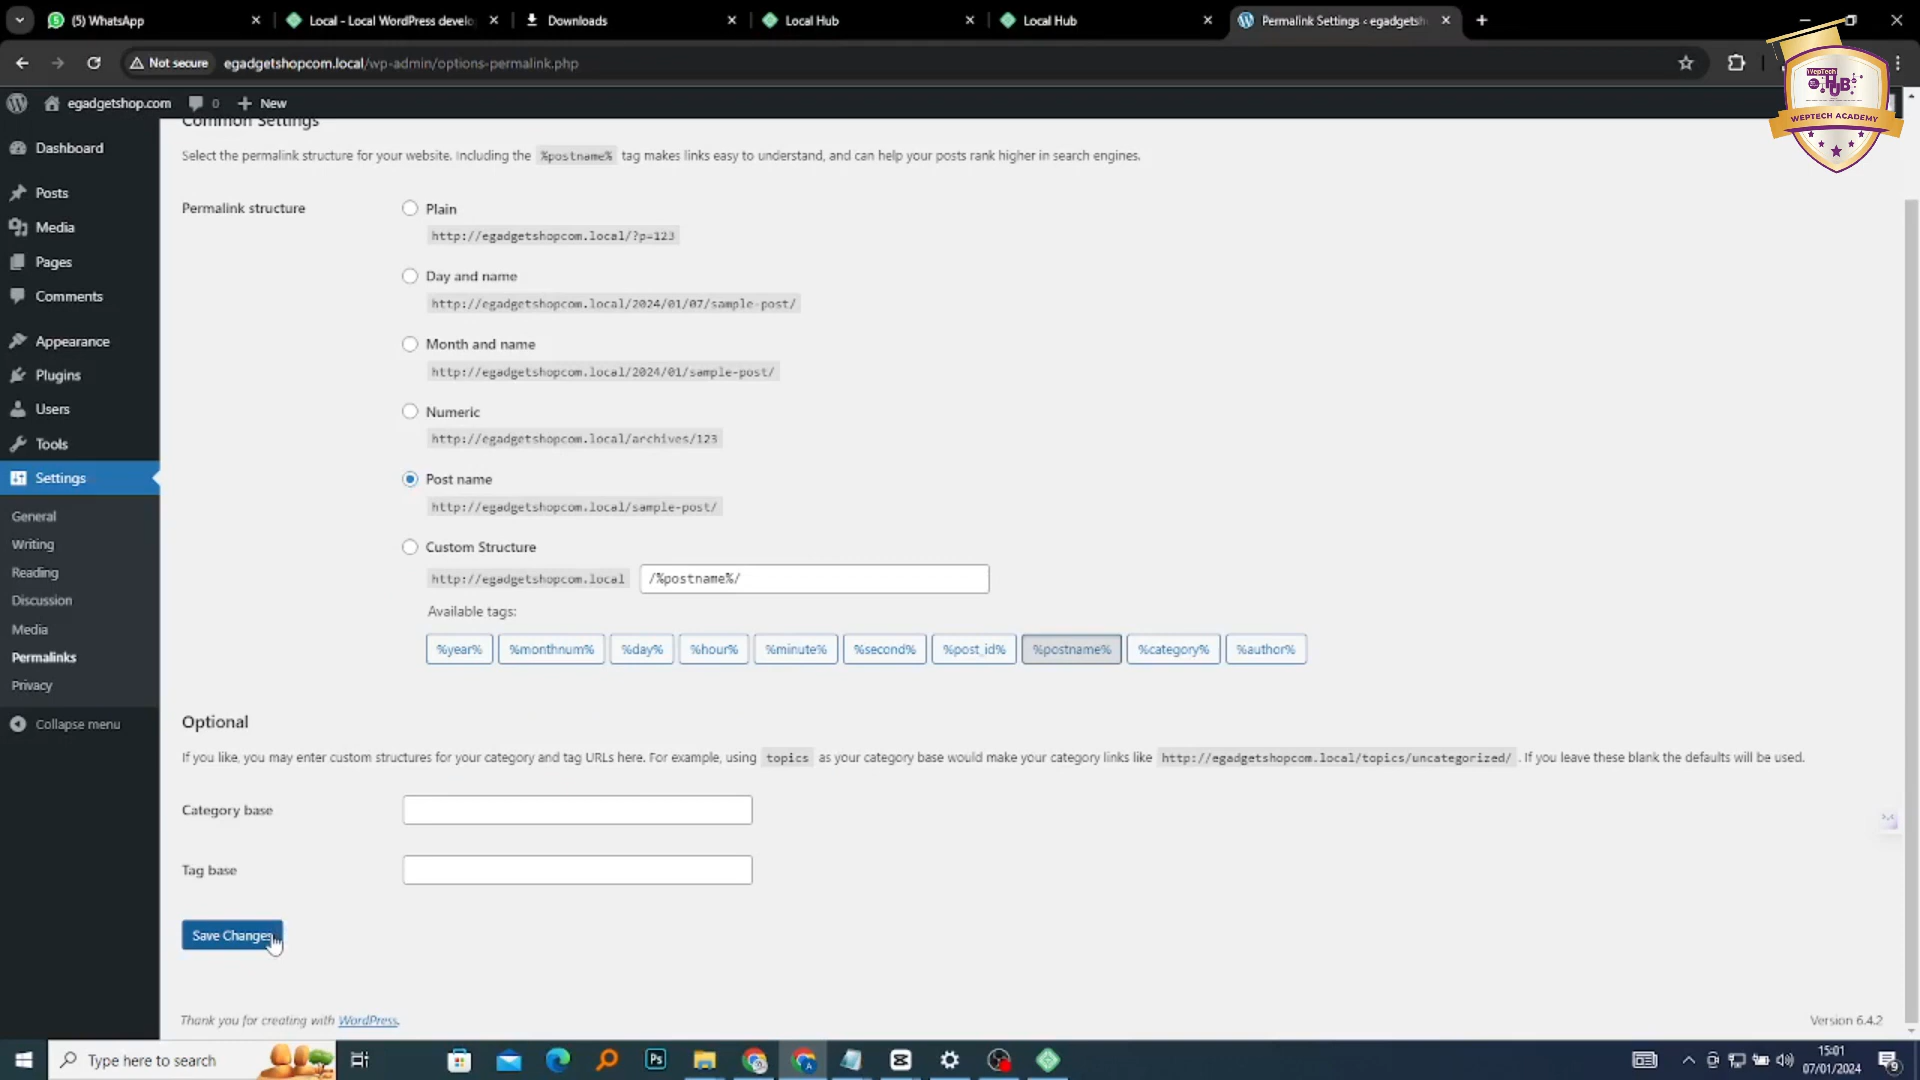 (5) WhatsApp
Local - Local WordPress develo
Downloads
Local Hub
Local Hub
Permalink Settings ‹ egadgetsh
Not secure
egadgetshopcom.local/wp-admin/options-permalink.php
egadgetshop.com
0
New
WepTech
HUB
WEPTECH ACADEMY
Dashboard
Posts
Media
Pages
Comments
Appearance
Plugins
Users
Tools
Settings
General
Writing
Reading
Discussion
Media
Permalinks
Privacy
Collapse menu
Common Settings
Select the permalink structure for your website. Including the %postname% tag makes links easy to understand, and can help your posts rank higher in search engines.
Permalink structure
Plain
http://egadgetshopcom.local/?p=123
Day and name
http://egadgetshopcom.local/2024/01/07/sample-post/
Month and name
http://egadgetshopcom.local/2024/01/sample-post/
Numeric
http://egadgetshopcom.local/archives/123
Post name
http://egadgetshopcom.local/sample-post/
Custom Structure
http://egadgetshopcom.local
/%postname%/
Available tags:
%year%
%monthnum%
%day%
%hour%
%minute%
%second%
%post_id%
%postname%
%category%
%author%
Optional
If you like, you may enter custom structures for your category and tag URLs here. For example, using topics as your category base would make your category links like http://egadgetshopcom.local/topics/uncategorized/ . If you leave these blank the defaults will be used.
Category base
Tag base
Save Changes
Thank you for creating with WordPress.
Version 6.4.2
Type here to search
Ps
15:01
07/01/2024
9